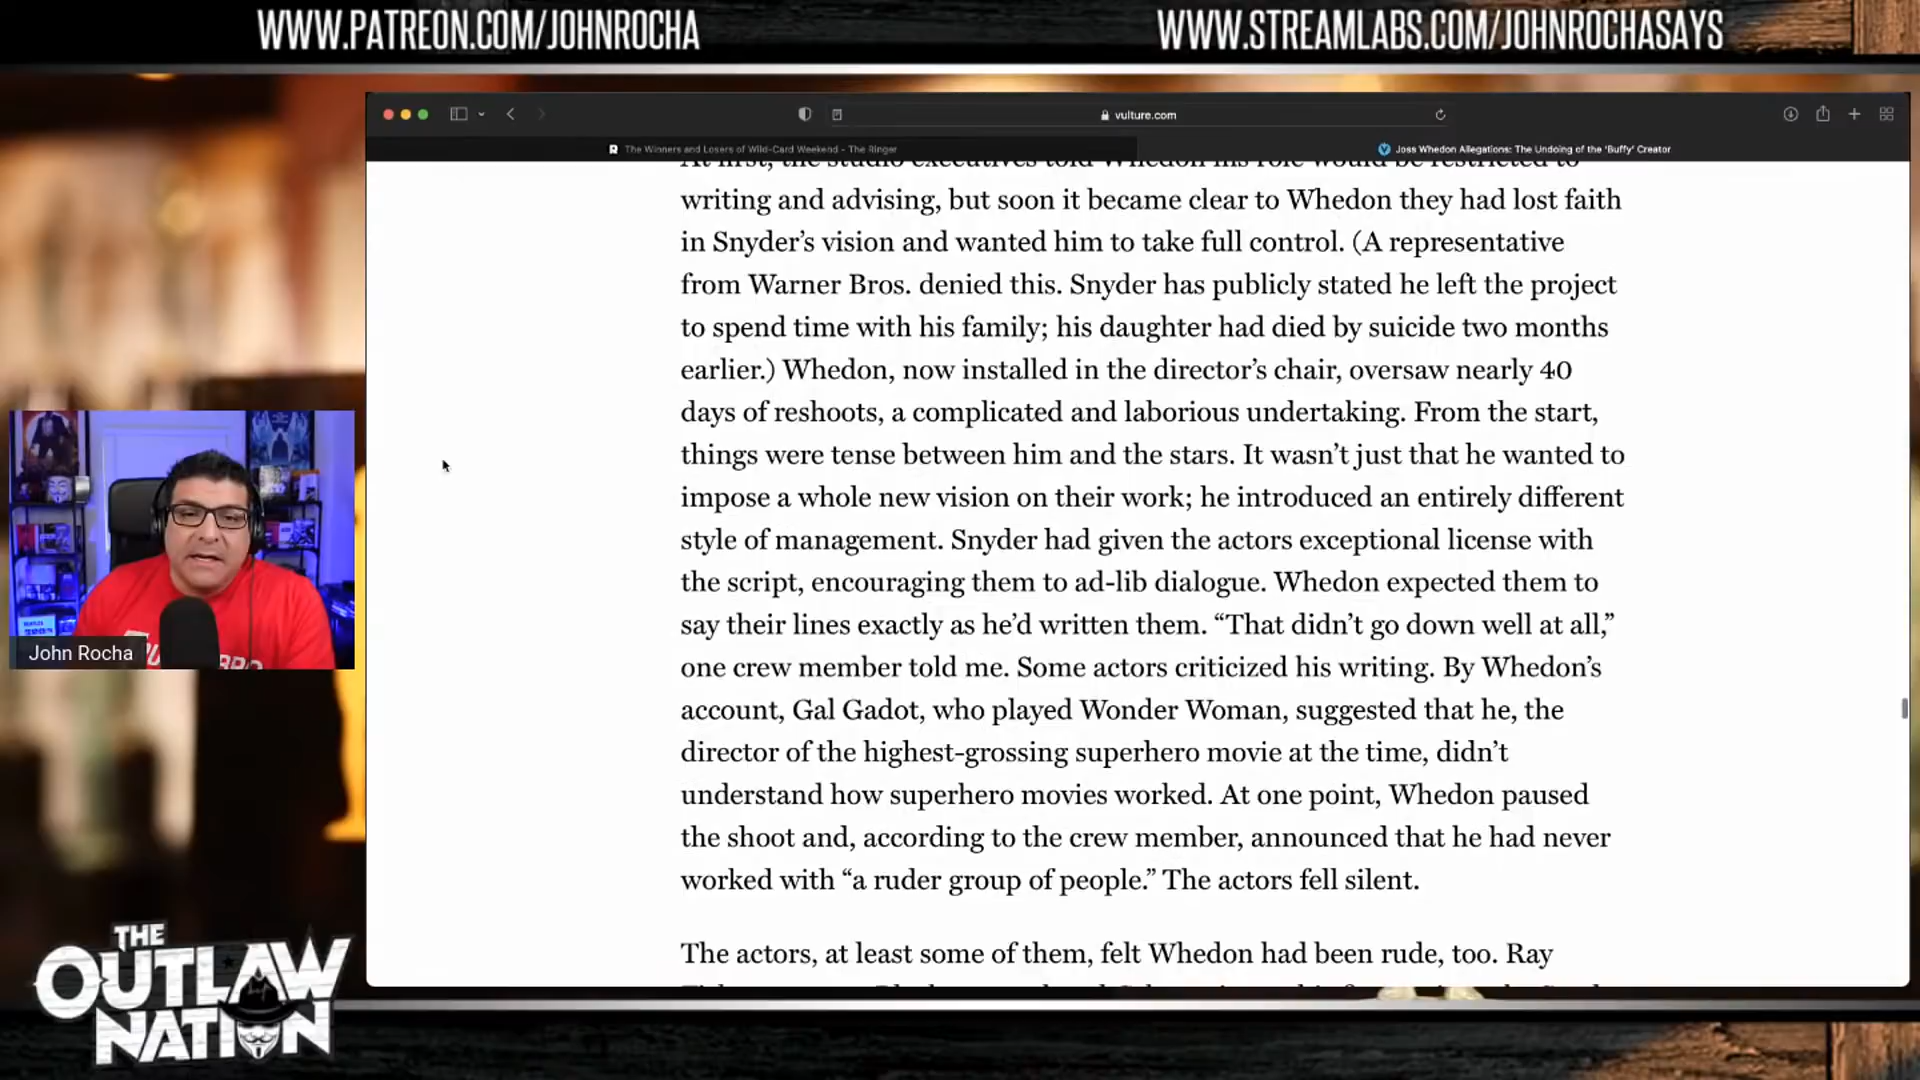 WWW.PATREON.COM/JOHNROCHA
WWW.STREAMLABS.COM/JOHNROCHASAYS
vulture.com
The Winners and Losers of Wild-Card Weekend - The Ringer
Joss Whedon Allegations: The Undoing of the ‘Buffy’ Creator
At first, the studio executives told Whedon his role would be restricted to
writing and advising, but soon it became clear to Whedon they had lost faith
in Snyder’s vision and wanted him to take full control. (A representative
from Warner Bros. denied this. Snyder has publicly stated he left the project
to spend time with his family; his daughter had died by suicide two months
earlier.) Whedon, now installed in the director’s chair, oversaw nearly 40
days of reshoots, a complicated and laborious undertaking. From the start,
things were tense between him and the stars. It wasn’t just that he wanted to
impose a whole new vision on their work; he introduced an entirely different
style of management. Snyder had given the actors exceptional license with
the script, encouraging them to ad-lib dialogue. Whedon expected them to
say their lines exactly as he’d written them. “That didn’t go down well at all,”
one crew member told me. Some actors criticized his writing. By Whedon’s
account, Gal Gadot, who played Wonder Woman, suggested that he, the
director of the highest-grossing superhero movie at the time, didn’t
understand how superhero movies worked. At one point, Whedon paused
the shoot and, according to the crew member, announced that he had never
worked with “a ruder group of people.” The actors fell silent.
The actors, at least some of them, felt Whedon had been rude, too. Ray
John Rocha
THE
OUTLAW
NATION